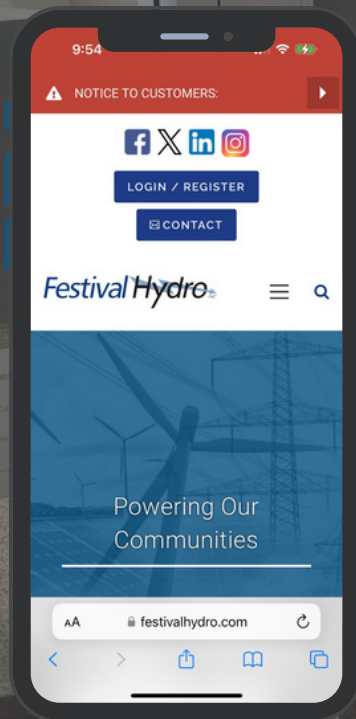 9:54
NOTICE TO CUSTOMERS:
LOGIN / REGISTER
CONTACT
Festival Hydro
Powering Our
Communities
AA
festivalhydro.com